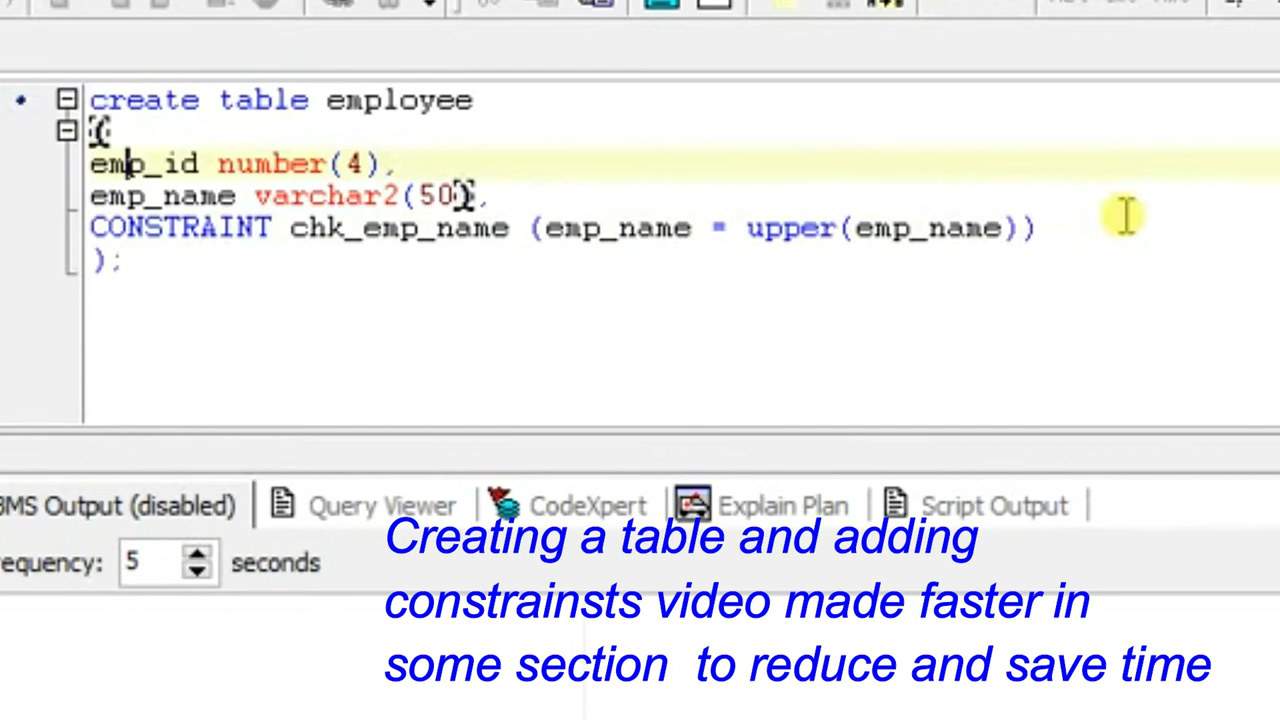 create table employee
(
emp_id number(4),
emp_name varchar2(50),
CONSTRAINT chk_emp_name (emp_name = upper(emp_name))
);
BMS Output (disabled) Query Viewer CodeXpert Explain Plan Script Output
equency: 5 seconds
Creating a table and adding
constrainsts video made faster in
some section to reduce and save time